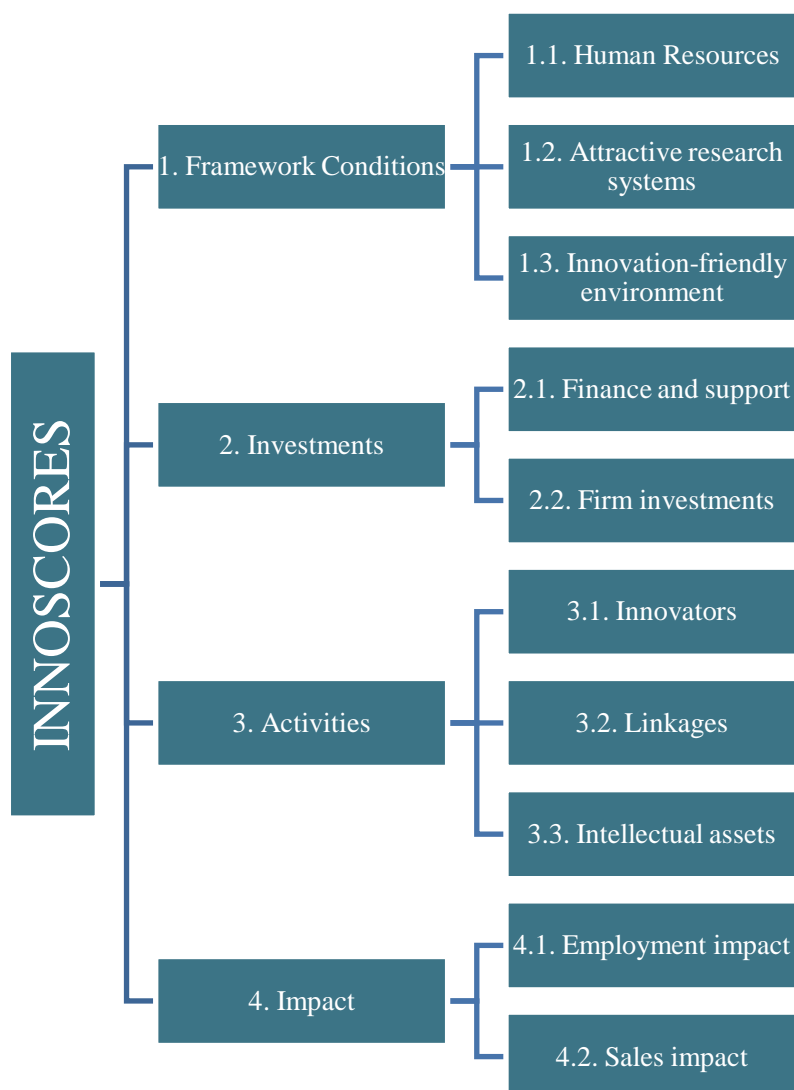 INNOSCORES
1. Framework Conditions
1.1. Human Resources
1.2. Attractive research
systems
1.3. Innovation-friendly
environment
2. Investments
2.1. Finance and support
2.2. Firm investments
3. Activities
3.1. Innovators
3.2. Linkages
3.3. Intellectual assets
4. Impact
4.1. Employment impact
4.2. Sales impact